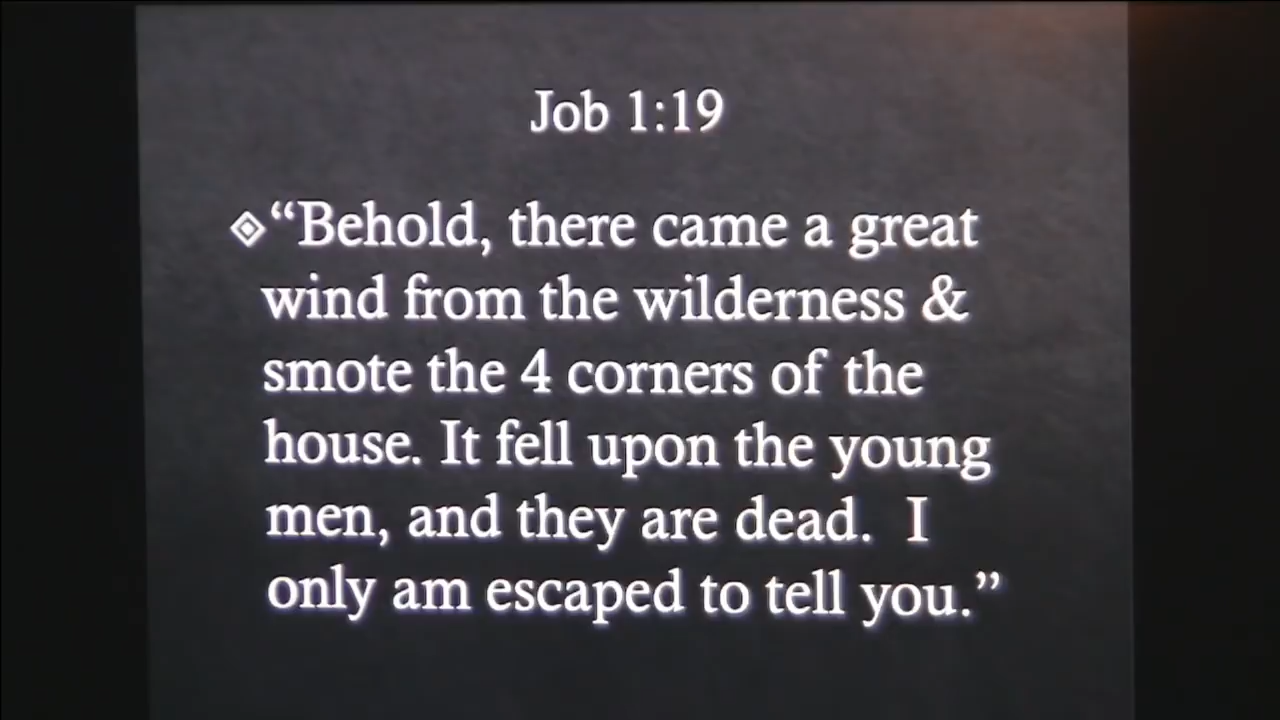 Job 1:19
“Behold, there came a great
wind from the wilderness &
smote the 4 corners of the
house. It fell upon the young
men, and they are dead.  I
only am escaped to tell you.”